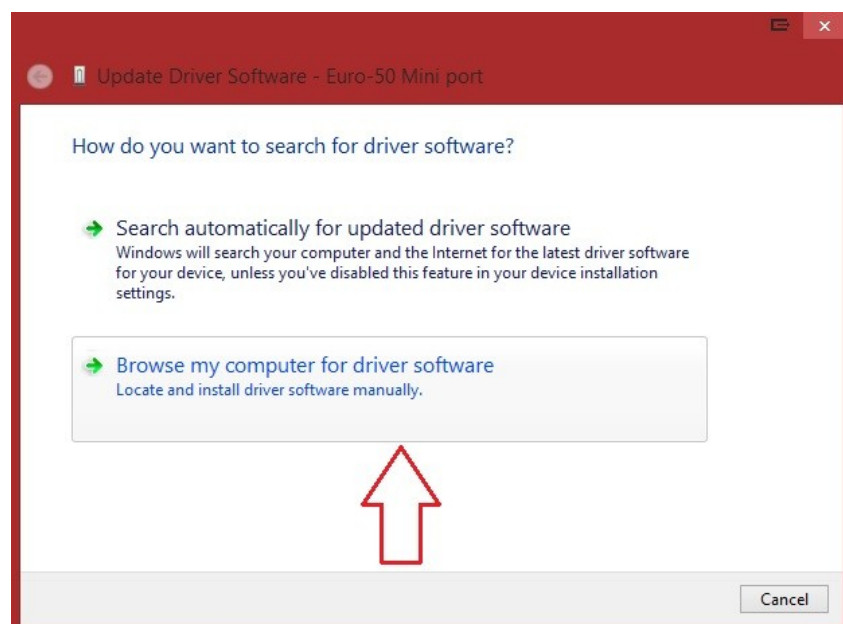 Update Driver Software - Euro-50 Mini port
How do you want to search for driver software?
Search automatically for updated driver software
Windows will search your computer and the Internet for the latest driver software
for your device, unless you've disabled this feature in your device installation
settings.
Browse my computer for driver software
Locate and install driver software manually.
Cancel